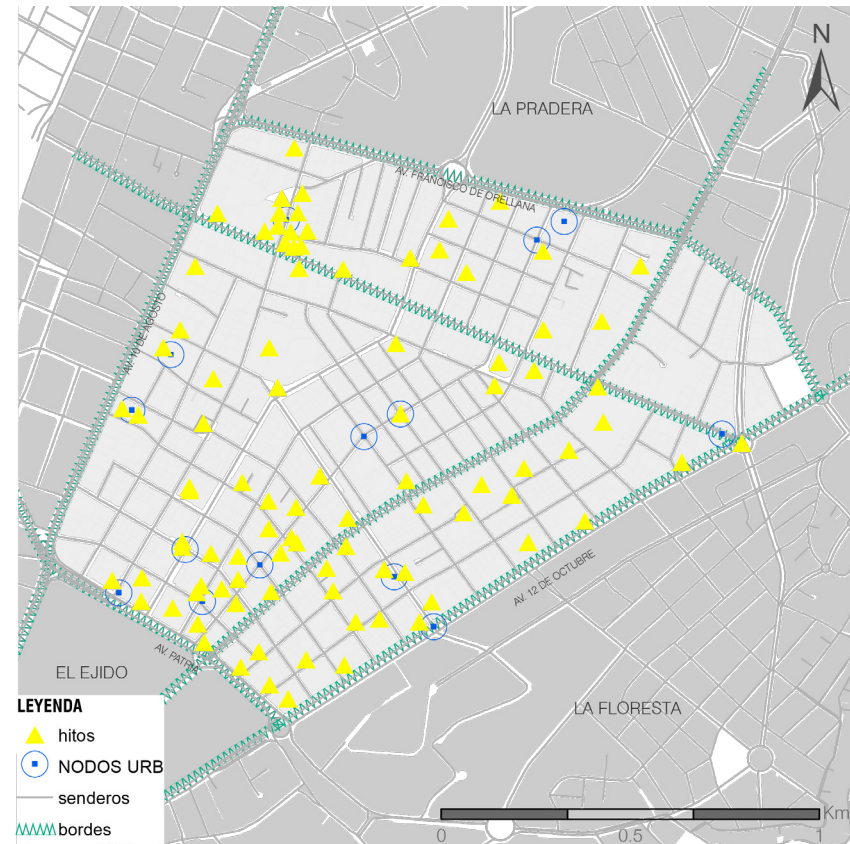 N
LA PRADERA
AV. FRANCISCO DE ORELLANA
AV. 10 DE AGOSTO
AV. 12 DE OCTUBRE
AV. PATRIA
EL EJIDO
LA FLORESTA
LEYENDA
hitos
NODOS URB
senderos
bordes
Km
0 0.5 1